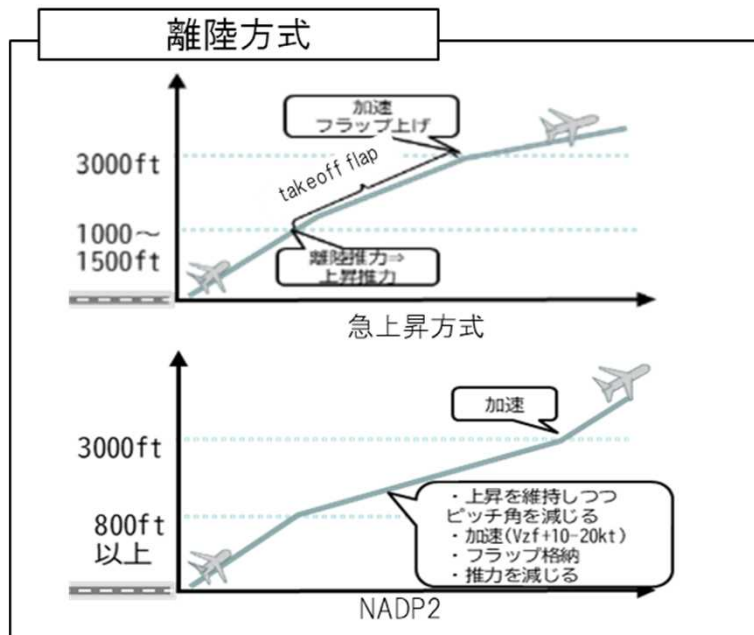 離陸方式
加速
フラップ上げ
3000ft
takeoff flap
1000～
1500ft
離陸推力⇒
上昇推力
急上昇方式
加速
3000ft
・上昇を維持しつつ
ピッチ角を減じる
・加速(Vzf+10-20kt)
・フラップ格納
・推力を減じる
800ft
以上
NADP2